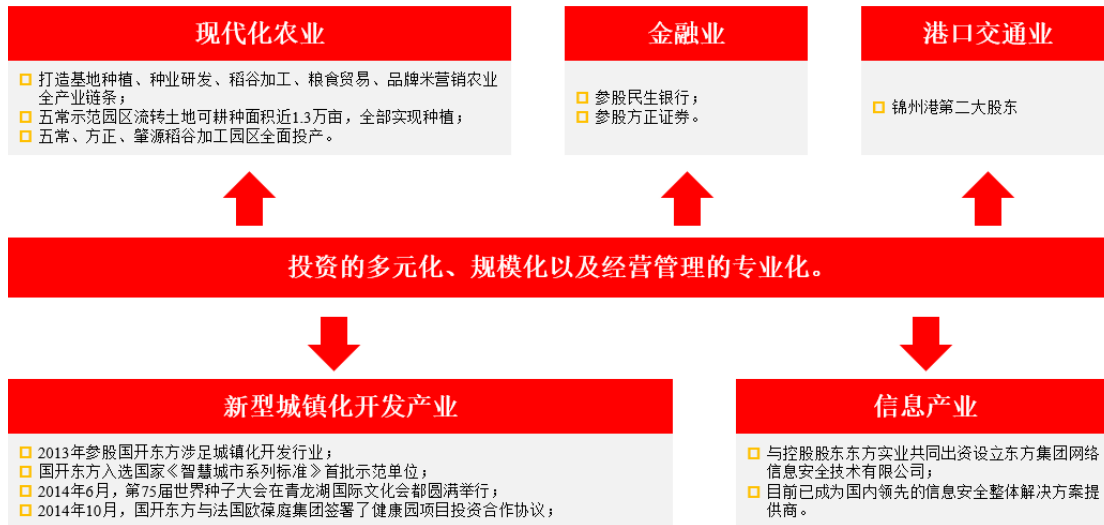 现代化农业
打造基地种植、种业研发、稻谷加工、粮食贸易、品牌米营销农业
全产业链条；
五常示范园区流转土地可耕种面积近1.3万亩，全部实现种植；
五常、方正、肇源稻谷加工园区全面投产。
金融业
参股民生银行；
参股方正证券。
港口交通业
锦州港第二大股东
投资的多元化、规模化以及经营管理的专业化。
新型城镇化开发产业
2013年参股国开东方涉足城镇化开发行业；
国开东方入选国家《智慧城市系列标准》首批示范单位；
2014年6月，第75届世界种子大会在青龙湖国际文化会都圆满举行；
2014年10月，国开东方与法国欧葆庭集团签署了健康园项目投资合作协议；
信息产业
与控股股东东方实业共同出资设立东方集团网络
信息安全技术有限公司；
目前已成为国内领先的信息安全整体解决方案提
供商。